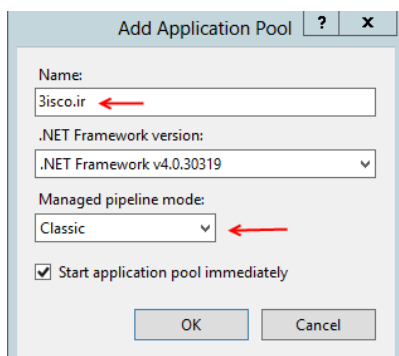 Add Application Pool ? x
Name:
3isco.ir
.NET Framework version:
.NET Framework v4.0.30319
Managed pipeline mode:
Classic
Start application pool immediately
OK Cancel